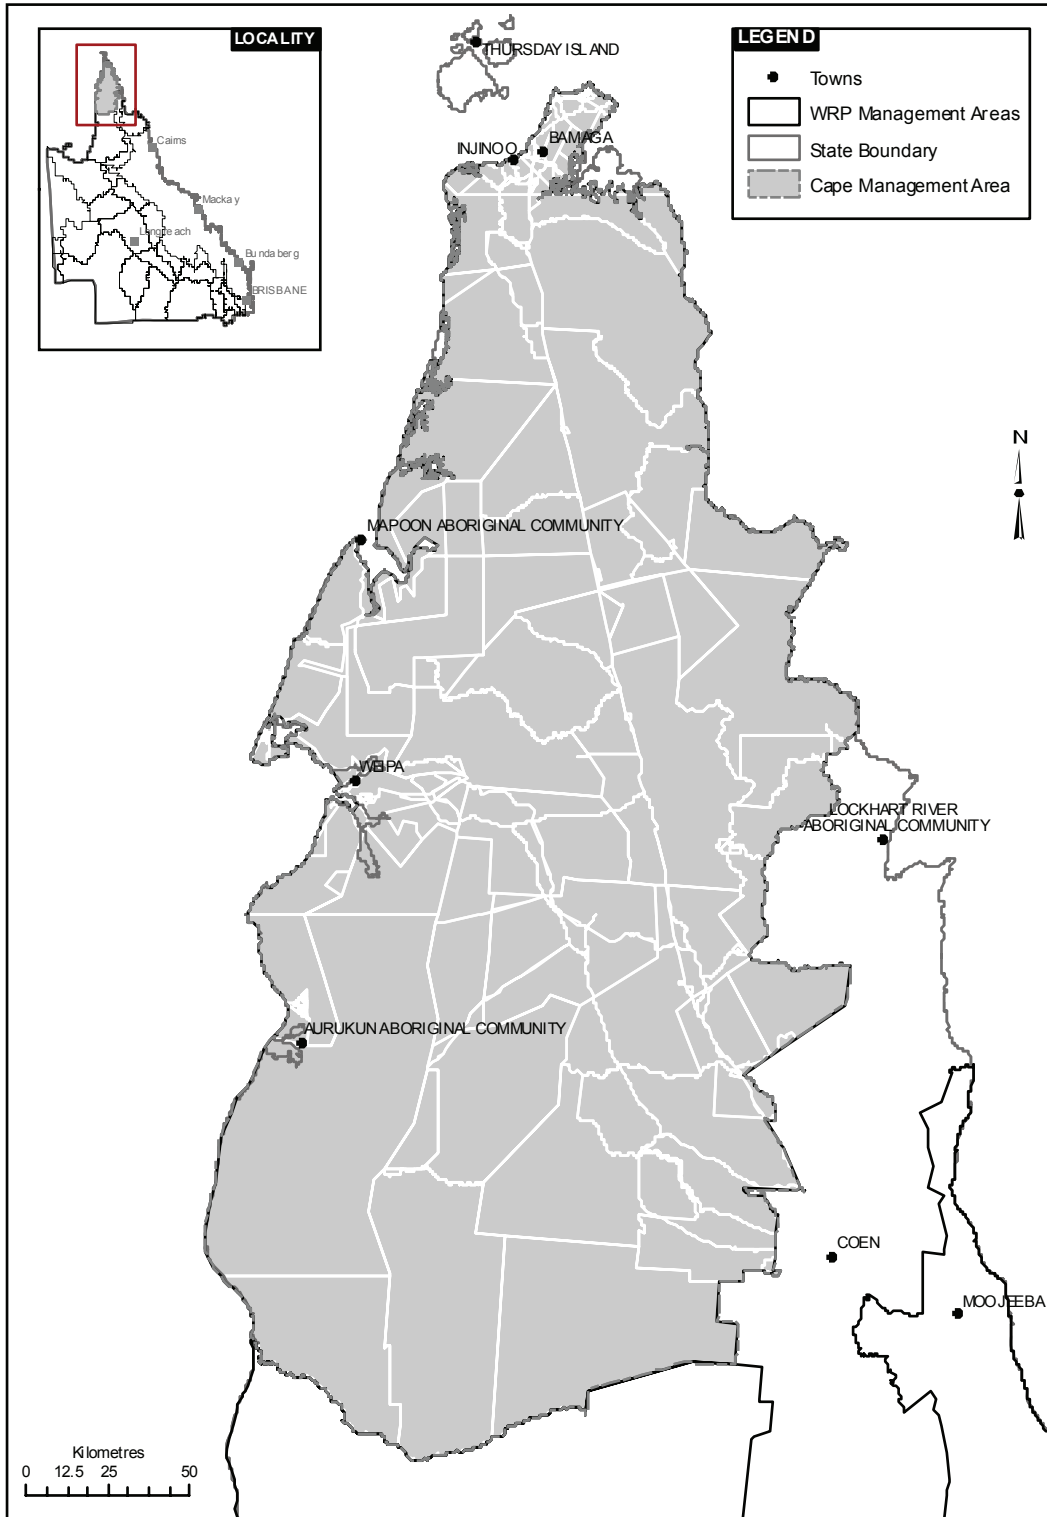 LOCALITY
Cairns
Mackay
Longreach
Bundaberg
BRISBANE
LEGEND
Towns
WRP Management Areas
State Boundary
Cape Management Area
THURSDAY ISLAND
BAMAGA
INJINOO
N
MAPOON ABORIGINAL COMMUNITY
WEIPA
LOCKHART RIVER
ABORIGINAL COMMUNITY
AURUKUN ABORIGINAL COMMUNITY
COEN
MOOJEEBA
Kilometres
0 12.5 25 50